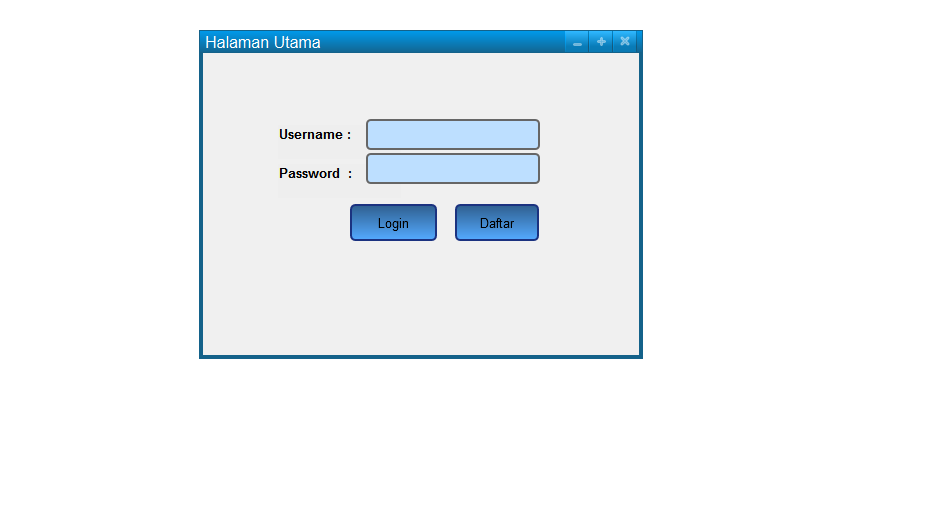 Halaman Utama
Username :
Password :
Login Daftar